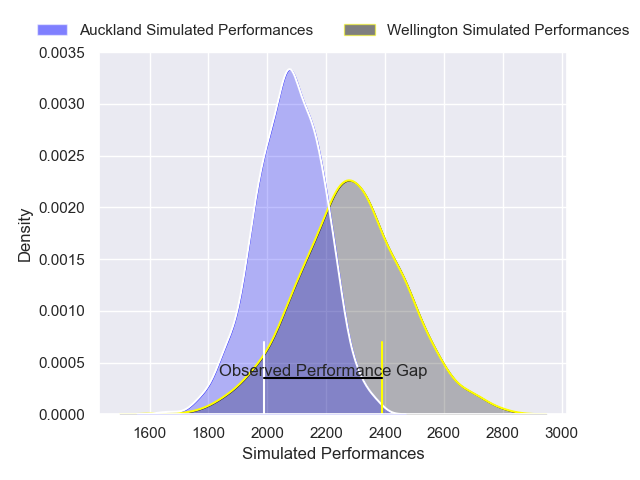 Auckland Simulated Performances
Wellington Simulated Performances
0.0035
0.0030
0.0025
0.0020
0.0015
0.0010
0.0005
0.0000
Density
Observed Performance Gap
1600 1800 2000 2200 2400 2600 2800 3000
Simulated Performances